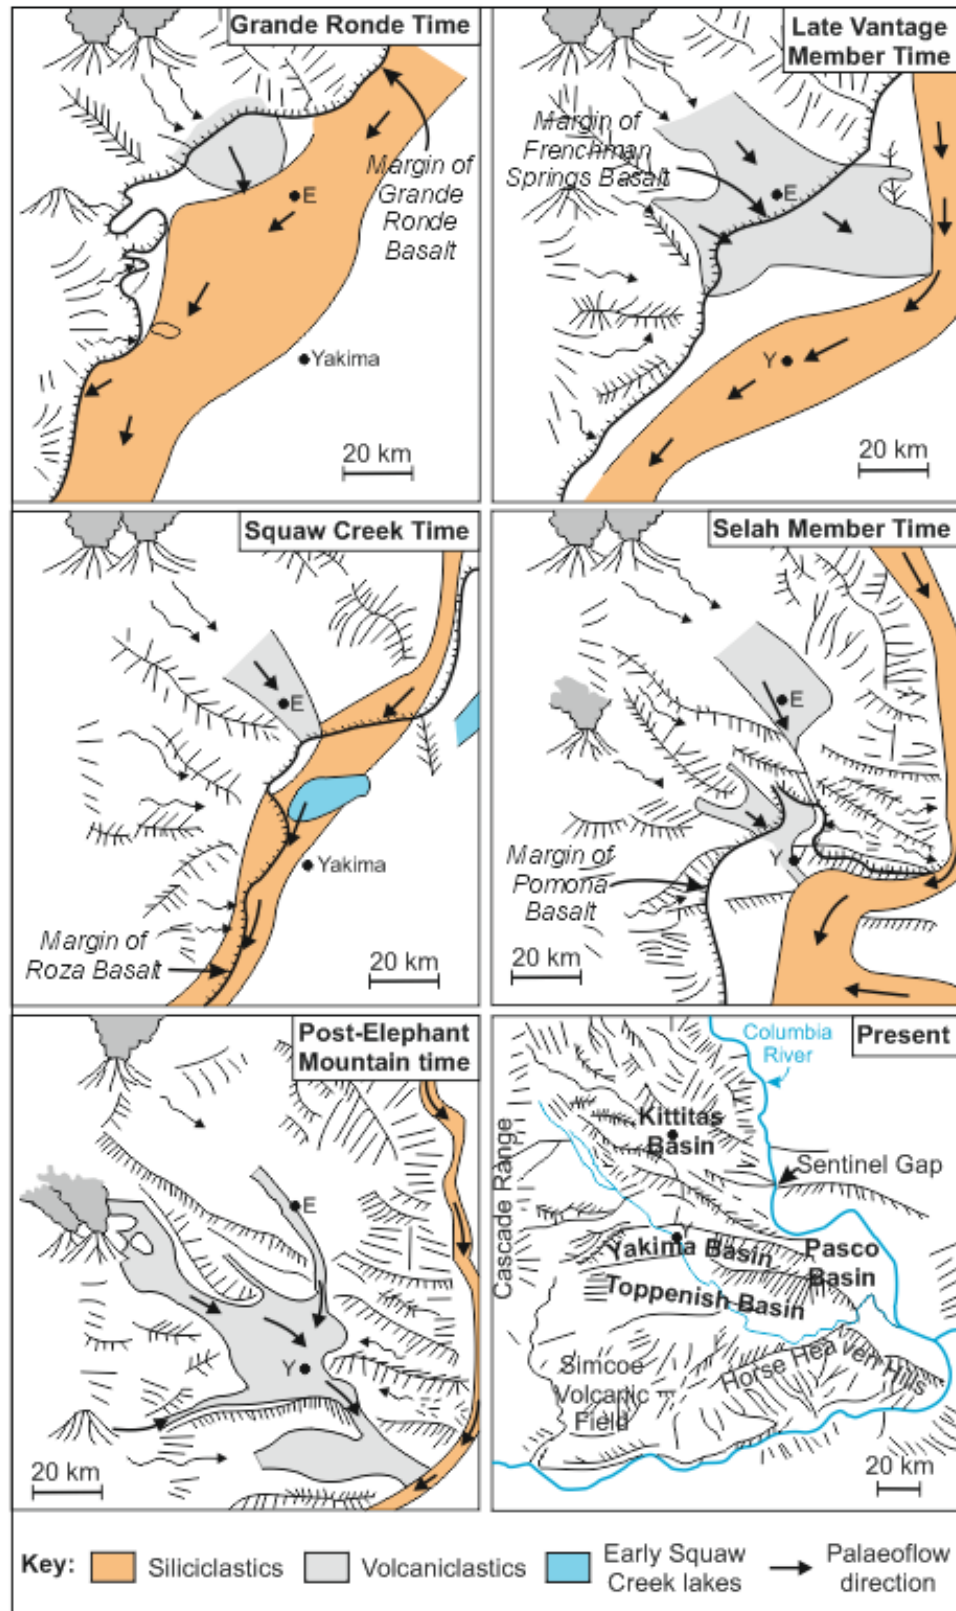 Grande Ronde Time
Margin of
Grande
Ronde
Basalt
E
Yakima
20 km
Late Vantage
Member Time
Margin of
Frenchman
Springs Basalt
E
Y
20 km
Squaw Creek Time
E
Yakima
Margin of
Roza Basalt
20 km
Selah Member Time
E
Y
Margin of
Pomona
Basalt
20 km
Post-Elephant
Mountain time
E
Y
20 km
Present
Columbia
River
Kittitas
Basin
Cascade Range
Sentinel Gap
Y
Yakima Basin
Pasco
Basin
Toppenish Basin
Simcoe
Volcanic
Field
Horse Heaven Hills
20 km
Key:
Siliciclastics
Volcaniclastics
Early Squaw
Creek lakes
Palaeoflow
direction